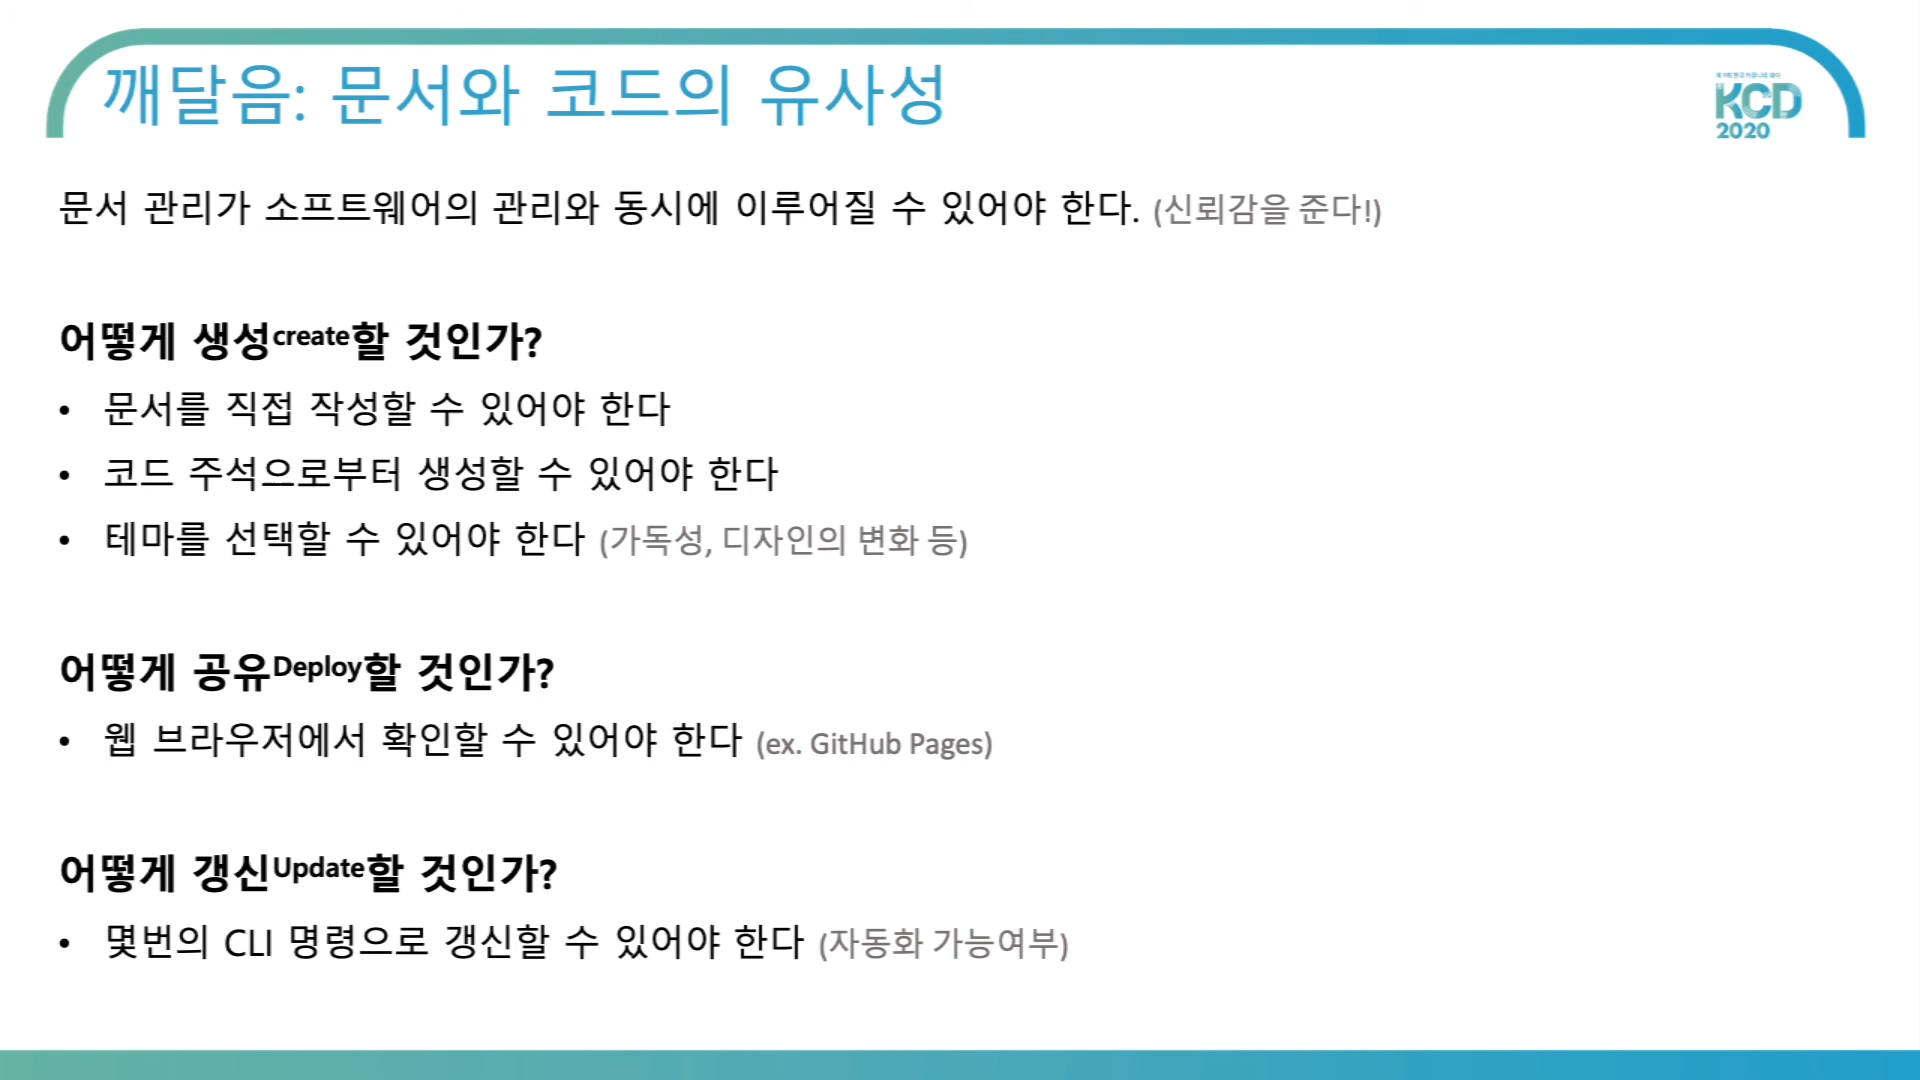 깨달음: 문서와 코드의 유사성
KCD
2020
문서 관리가 소프트웨어의 관리와 동시에 이루어질 수 있어야 한다. (신뢰감을 준다!)
어떻게 생성create할 것인가?
• 문서를 직접 작성할 수 있어야 한다
• 코드 주석으로부터 생성할 수 있어야 한다
• 테마를 선택할 수 있어야 한다 (가독성, 디자인의 변화 등)
어떻게 공유Deploy할 것인가?
• 웹 브라우저에서 확인할 수 있어야 한다 (ex. GitHub Pages)
어떻게 갱신Update할 것인가?
• 몇번의 CLI 명령으로 갱신할 수 있어야 한다 (자동화 가능여부)